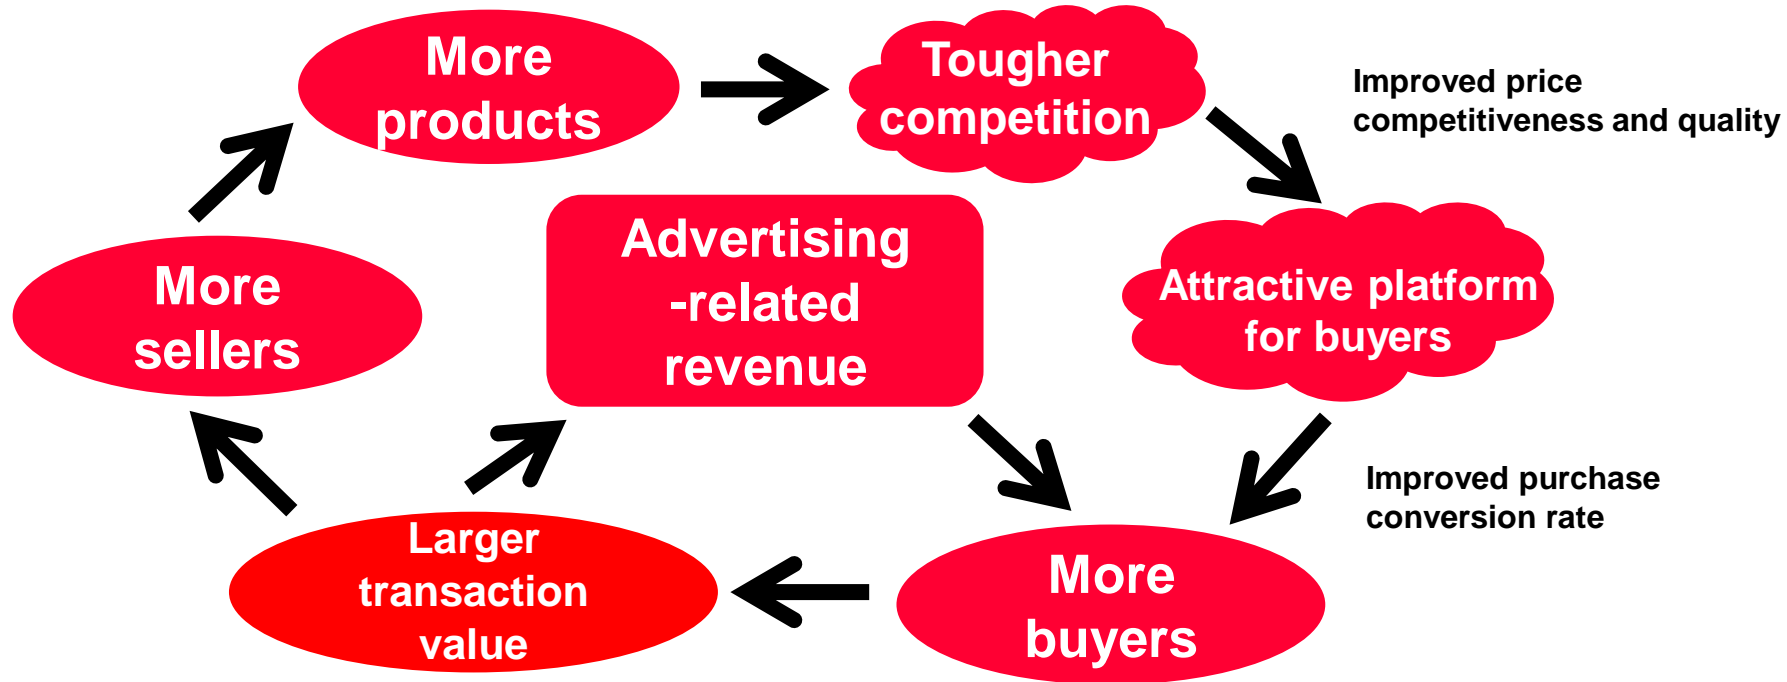 More
products
Tougher
competition
Improved price
competitiveness and quality
Advertising
-related
revenue
More
sellers
Attractive platform
for buyers
Improved purchase
conversion rate
Larger
transaction
value
More
buyers